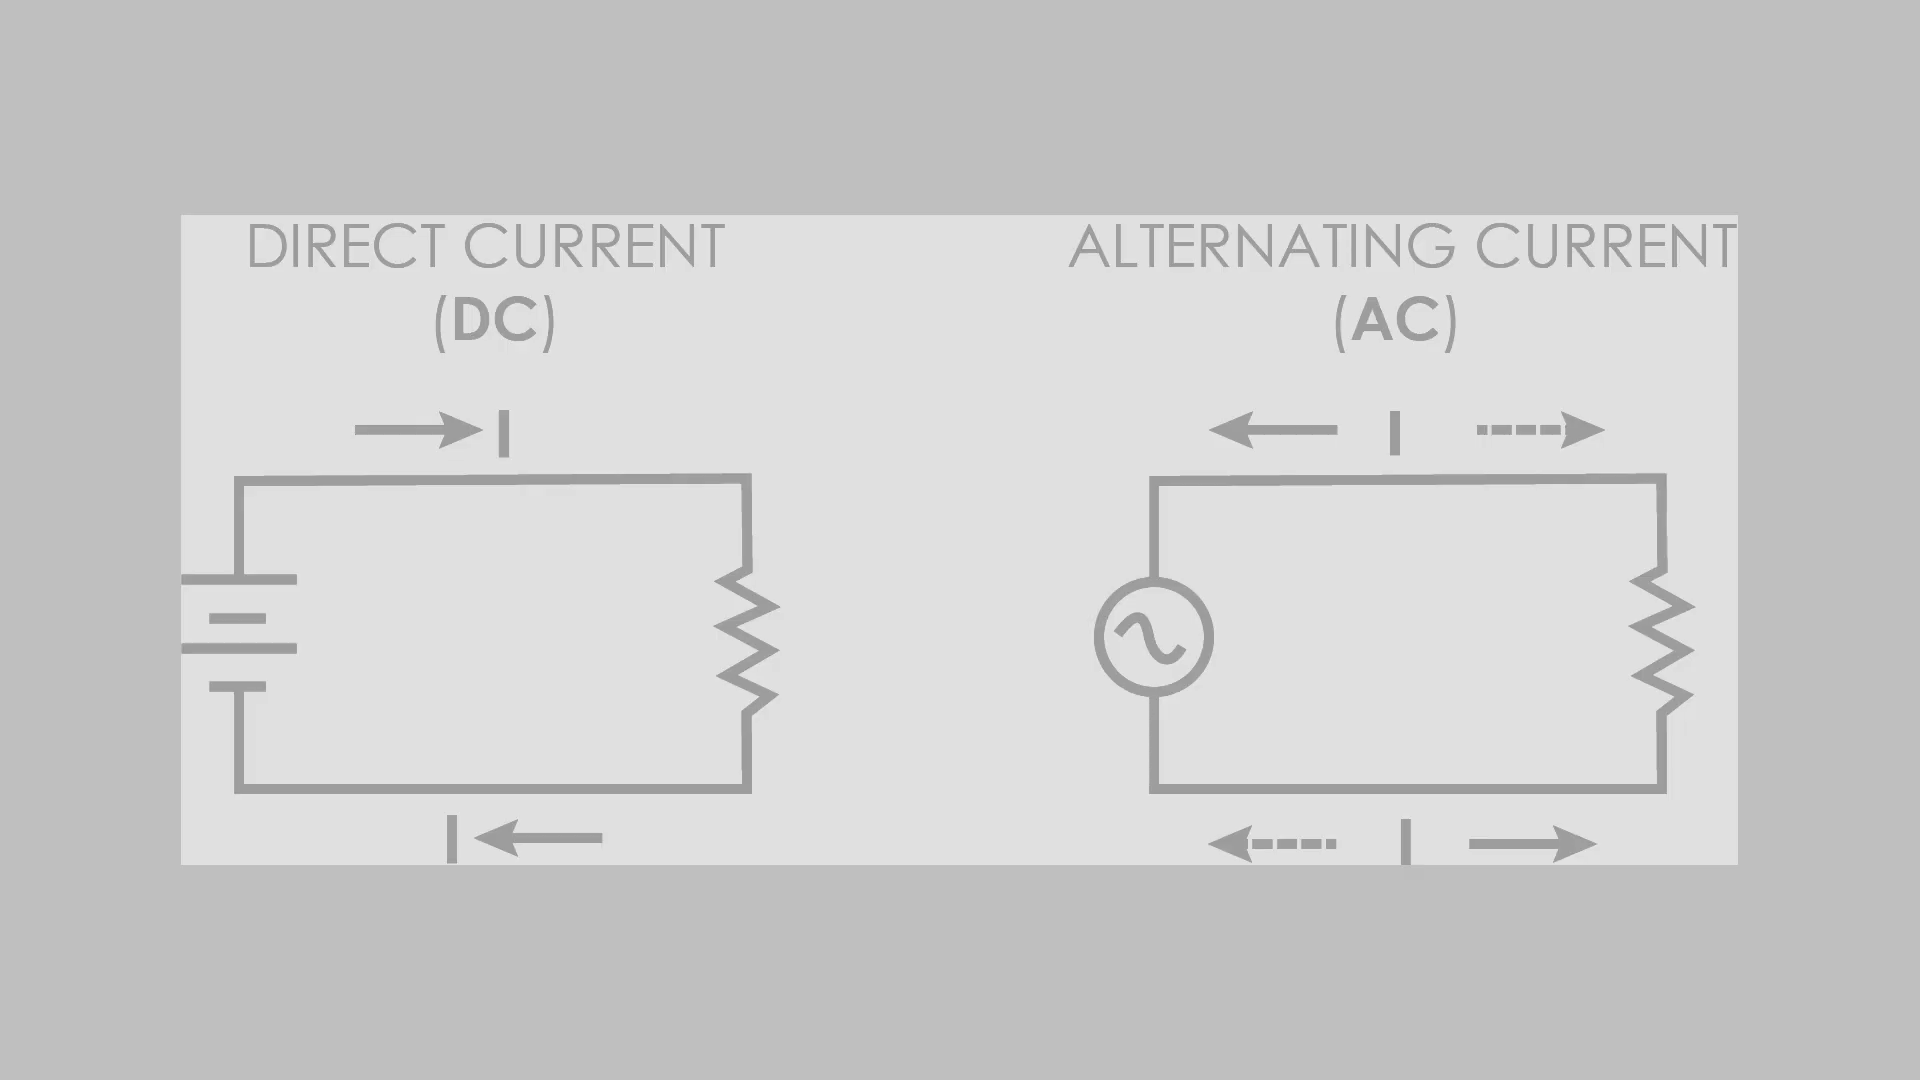 DIRECT CURRENT
(DC)
I
I
ALTERNATING CURRENT
(AC)
I
I